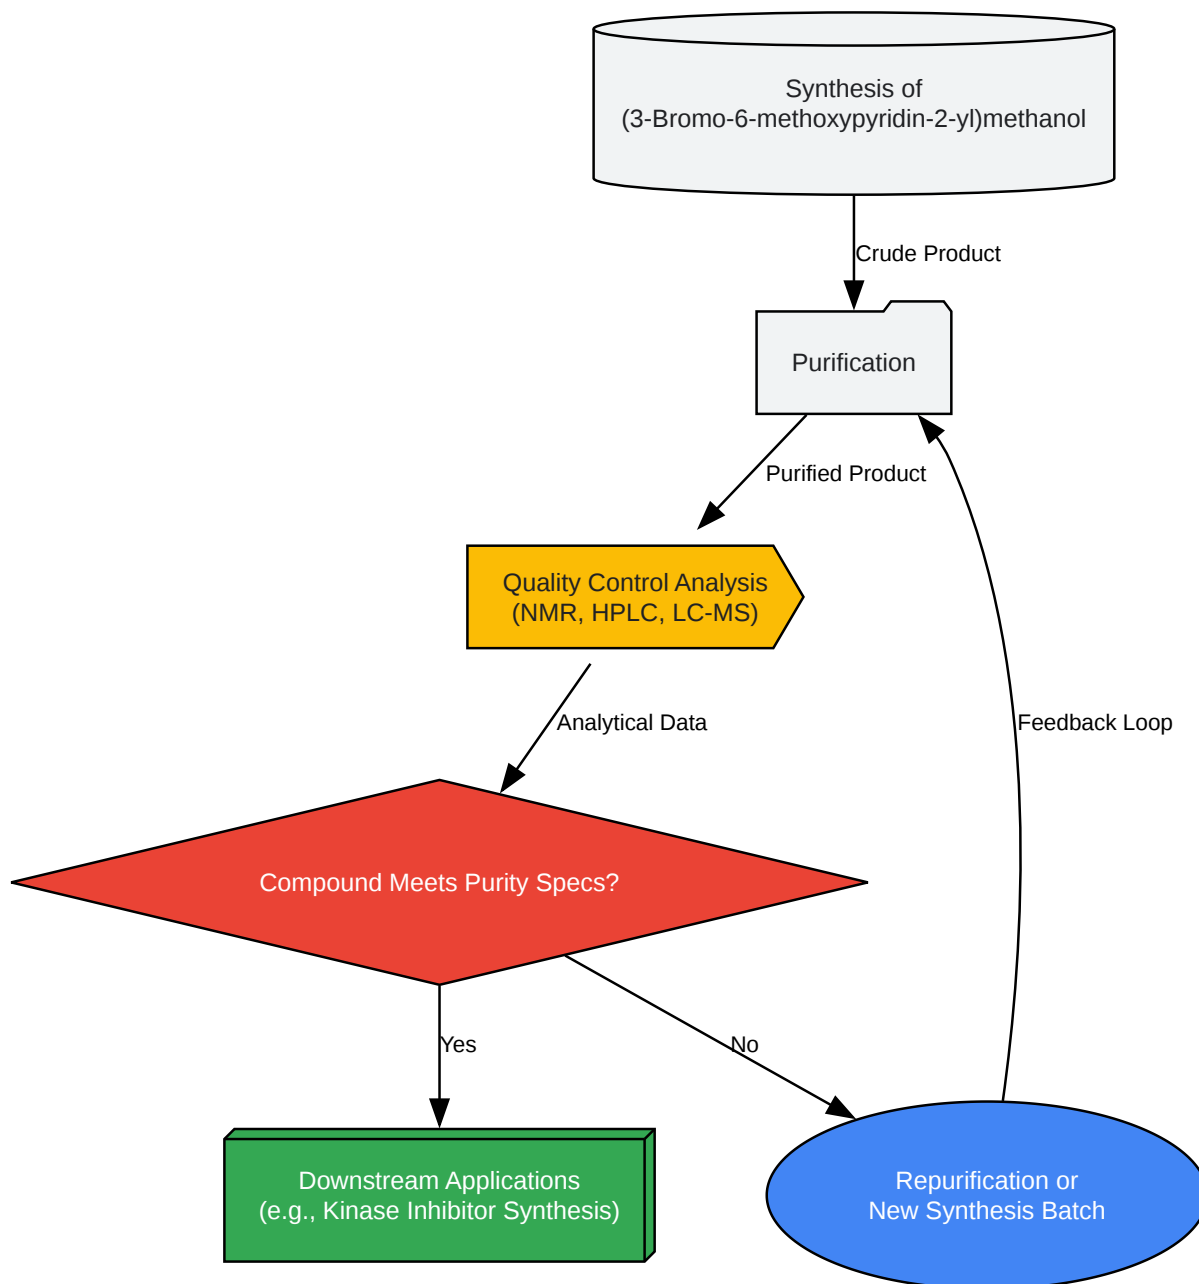 Synthesis of
(3-Bromo-6-methoxypyridin-2-yl)methanol
Crude Product
Purification
Purified Product
Quality Control Analysis
(NMR, HPLC, LC-MS)
Analytical Data
Feedback Loop
Compound Meets Purity Specs?
Yes
No
Downstream Applications
(e.g., Kinase Inhibitor Synthesis)
Repurification or
New Synthesis Batch